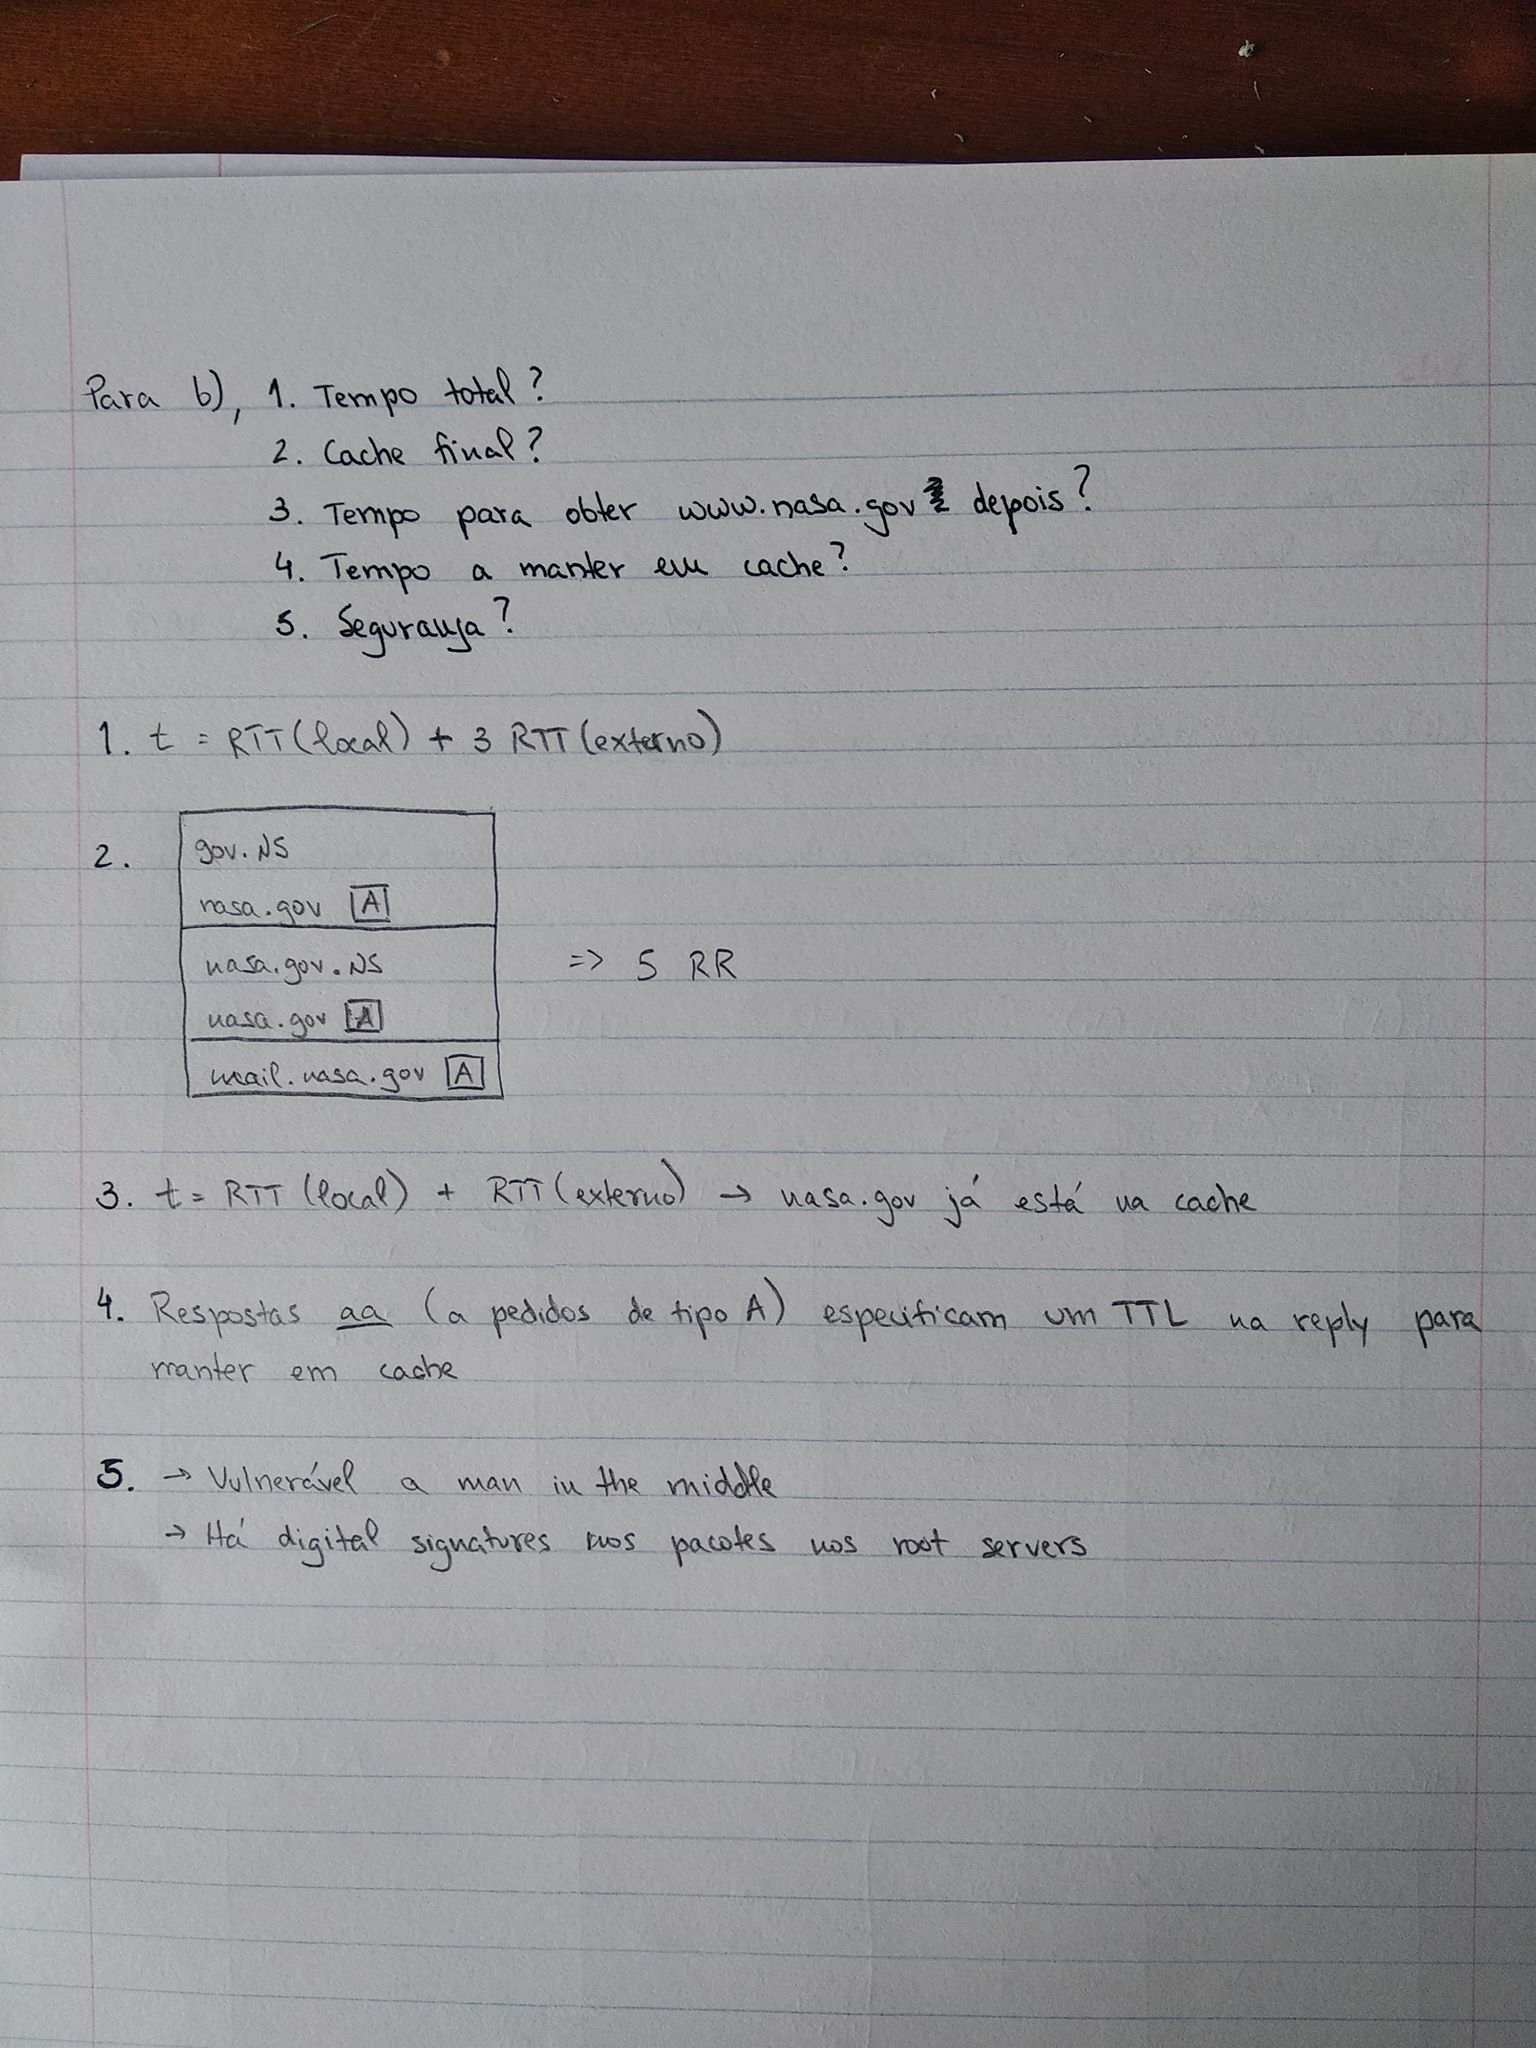 Para b), 1. Tempo total?
2. Cache final?
3. Tempo para obter www.nasa.gov depois?
4. Tempo a manter em cache?
5. Segurança?
1. t = RTT (local) + 3 RTT (externo)
2. gov. NS
nasa.gov A
nasa.gov. NS => 5 RR
nasa.gov A
mail.nasa.gov A
3. t = RTT (local) + RTT (externo) → nasa.gov já está na cache
4. Respostas aa (a pedidos de tipo A) especificam um TTL na reply para
manter em cache
5. → Vulnerável a man in the middle
→ Há digital signatures nos pacotes nos root servers